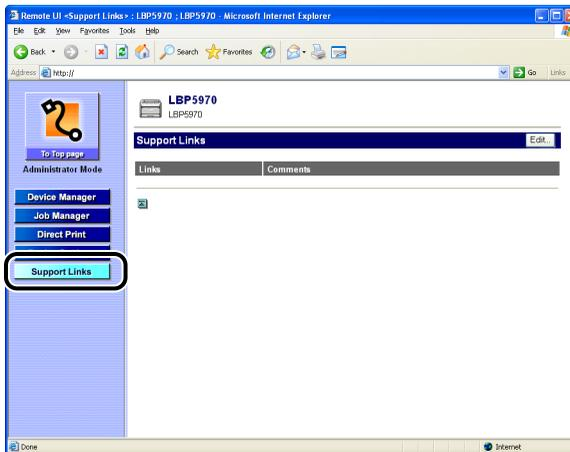 Remote UI <Support Links> : LBP5970 ; LBP5970 - Microsoft Internet Explorer
File Edit View Favorites Tools Help
Back Search Favorites
Address http:// Go Links
To Top page
Administrator Mode
Device Manager
Job Manager
Direct Print
Support Links
LBP5970
LBP5970
Support Links Edit...
Links Comments
Done Internet